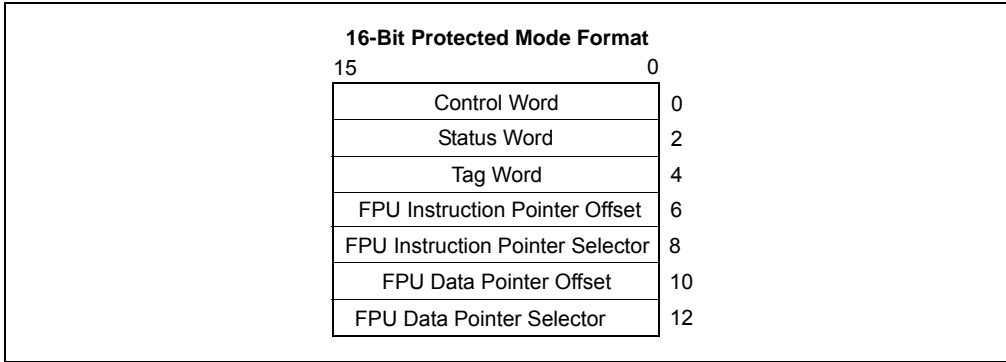 16-Bit Protected Mode Format
15 0
Control Word 0
Status Word 2
Tag Word 4
FPU Instruction Pointer Offset 6
FPU Instruction Pointer Selector 8
FPU Data Pointer Offset 10
FPU Data Pointer Selector 12